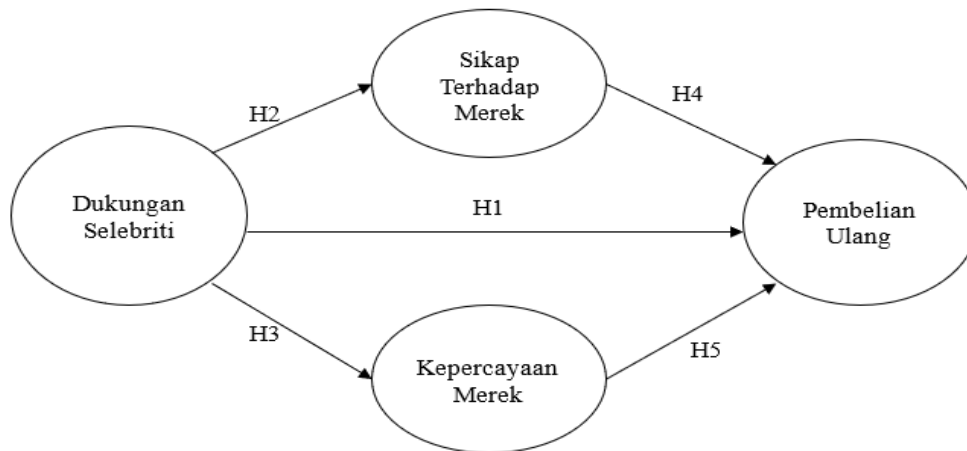 Sikap
Terhadap
Merek
H2
H4
Dukungan
Selebriti
H1
Pembelian
Ulang
H3
Kepercayaan
Merek
H5